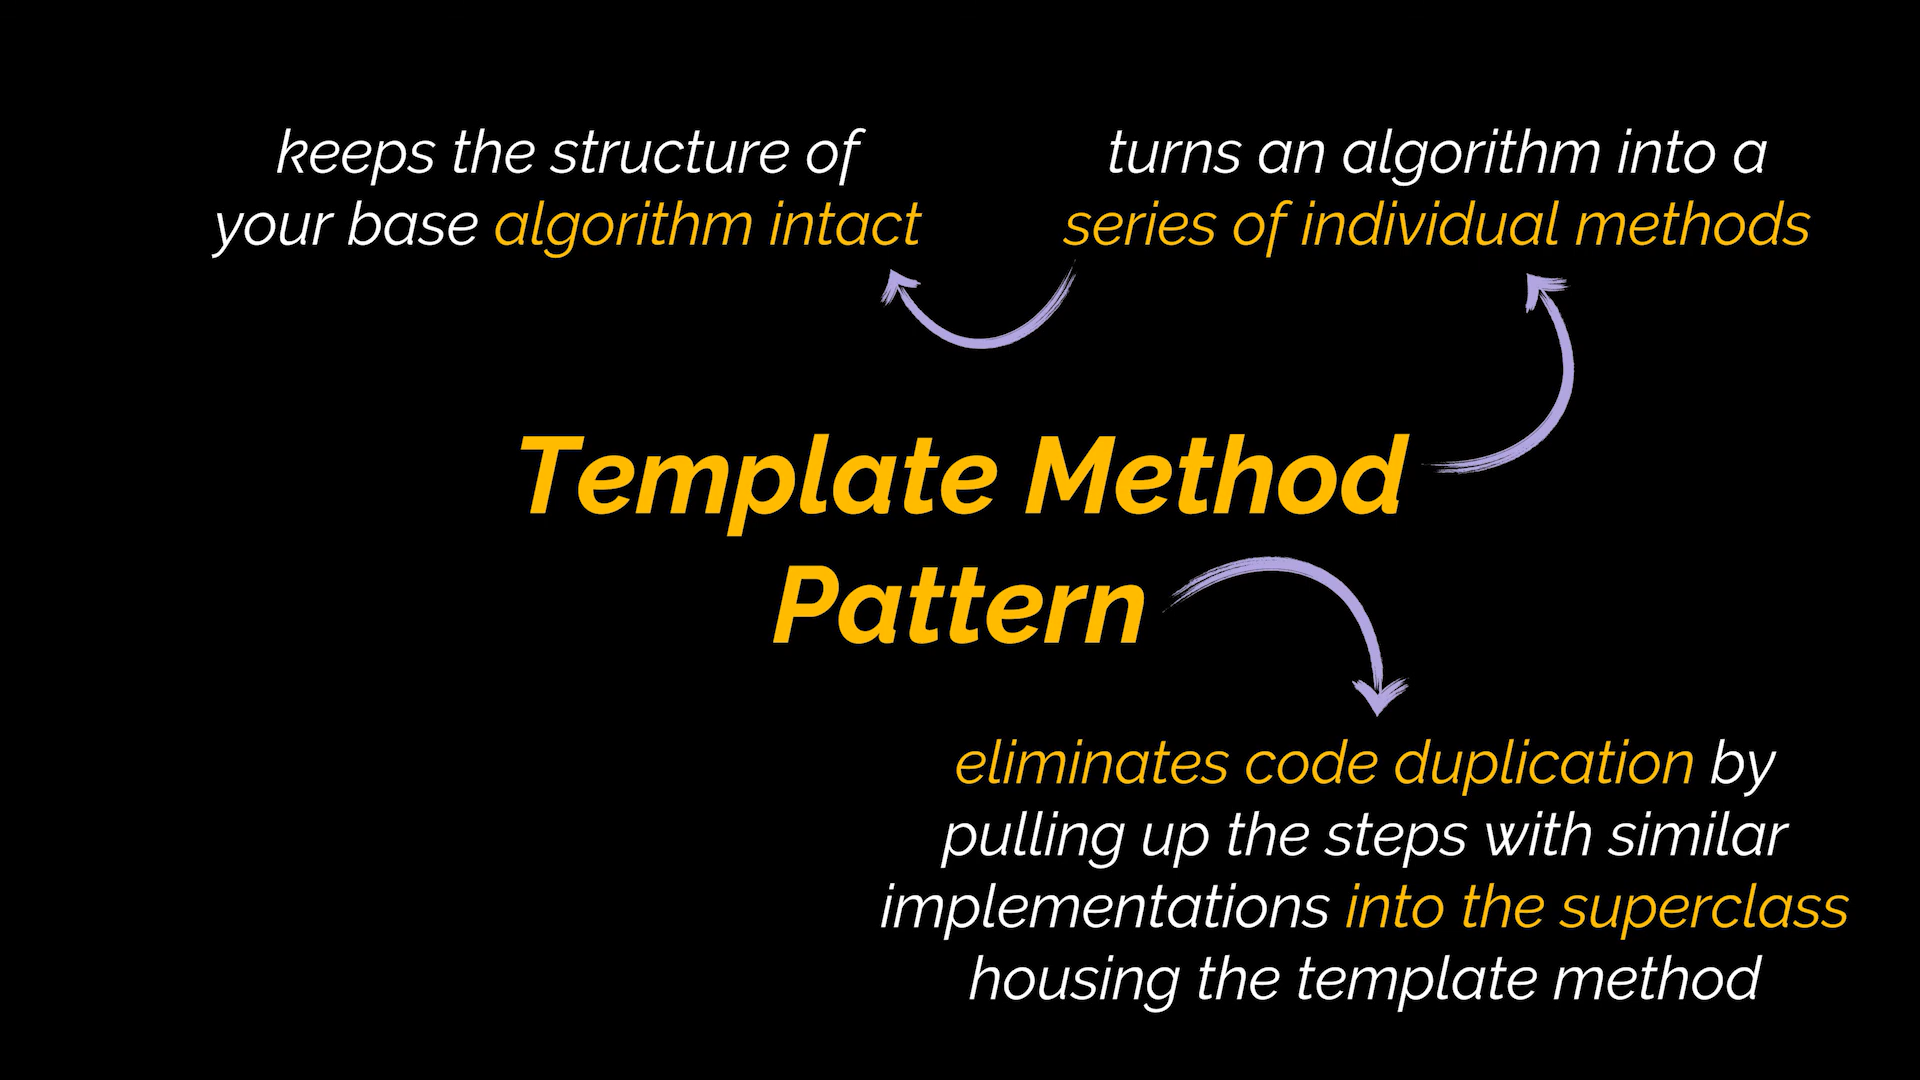 keeps the structure of
your base algorithm intact
turns an algorithm into a
series of individual methods
Template Method
Pattern
eliminates code duplication by
pulling up the steps with similar
implementations into the superclass
housing the template method